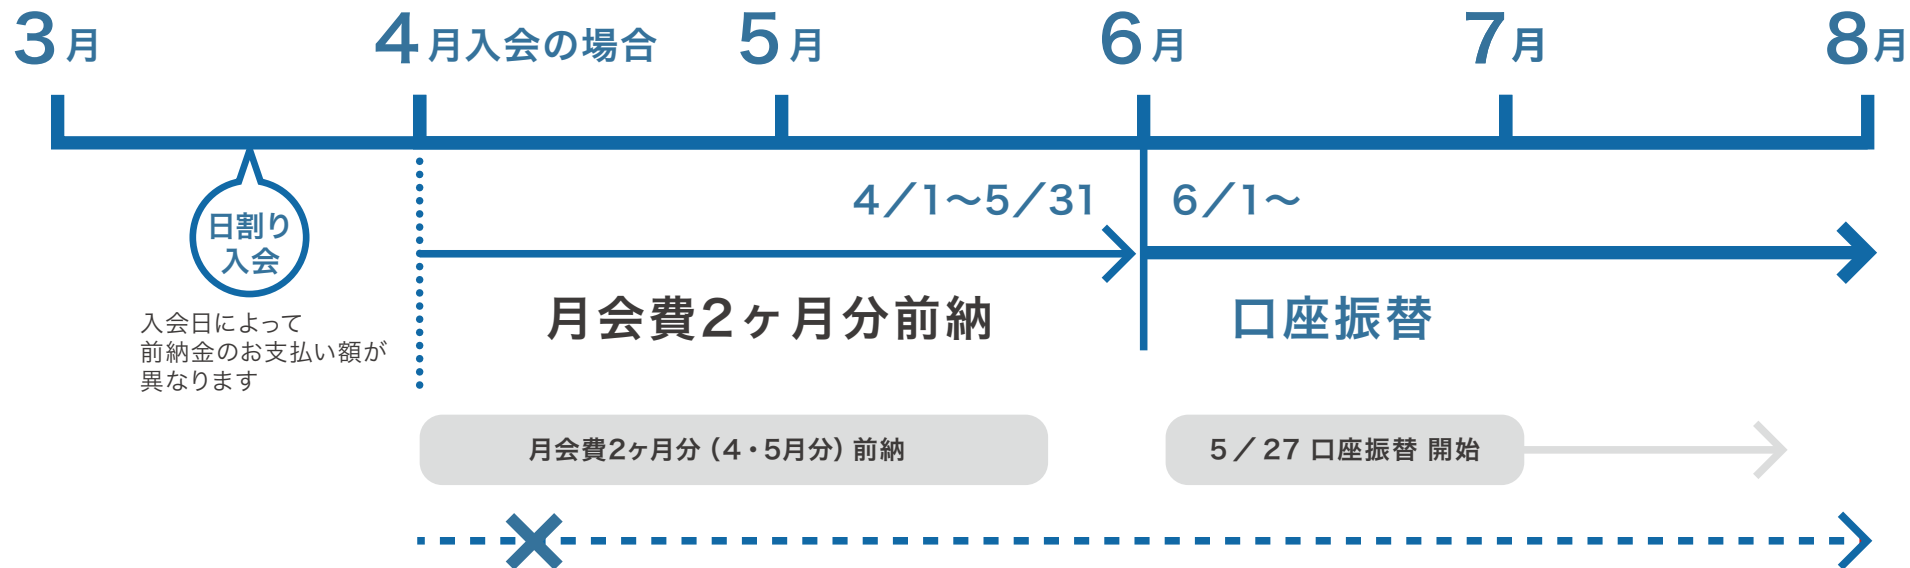 3月
4月入会の場合
5月
6月
7月
8月
4／1〜5／31
6／1〜
日割り
入会
月会費2ヶ月分前納
口座振替
入会日によって
前納金のお支払い額が
異なります
月会費2ヶ月分（4・5月分）前納
5／27 口座振替 開始